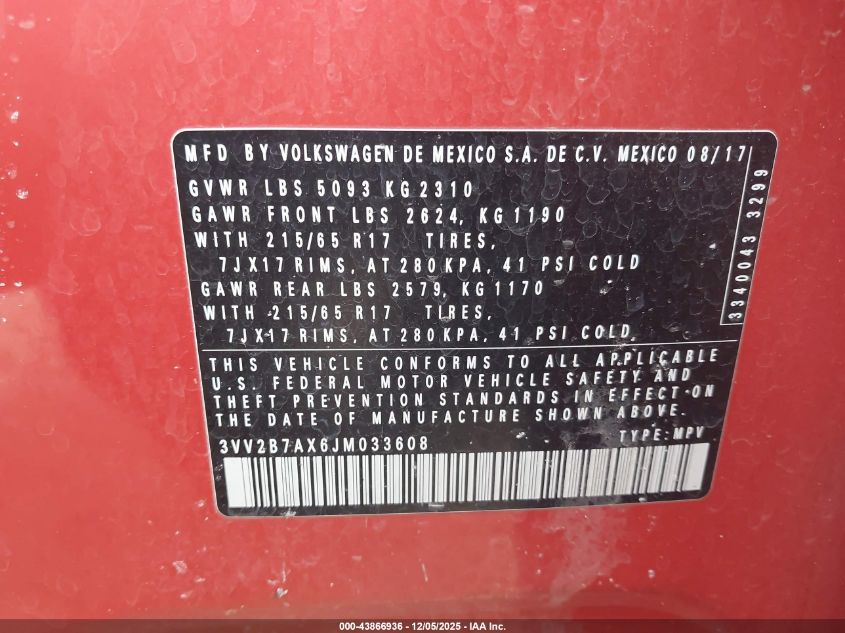 MFD BY VOLKSWAGEN DE MEXICO S.A. DE C.V. MEXICO 08/17
GVWR LBS 5093 KG 2310
GAWR FRONT LBS 2624, KG 1190
WITH 215/65 R17 TIRES,
7JX17 RIMS, AT 280KPA, 41 PSI COLD
GAWR REAR LBS 2579, KG 1170
WITH 215/65 R17 TIRES,
7JX17 RIMS, AT 280KPA, 41 PSI COLD.
3340043 3299
THIS VEHICLE CONFORMS TO ALL APPLICABLE
U.S. FEDERAL MOTOR VEHICLE SAFETY AND
THEFT PREVENTION STANDARDS IN EFFECT ON
THE DATE OF MANUFACTURE SHOWN ABOVE.
3VV2B7AX6JM033608 TYPE: MPV
000-43866936 - 12/05/2025 - IAA Inc.